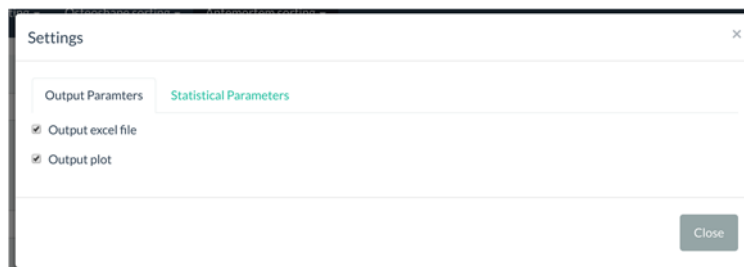 Osteoshape sorting Antemortem sorting
Settings
×
Output Paramters Statistical Parameters
Output excel file
Output plot
Close